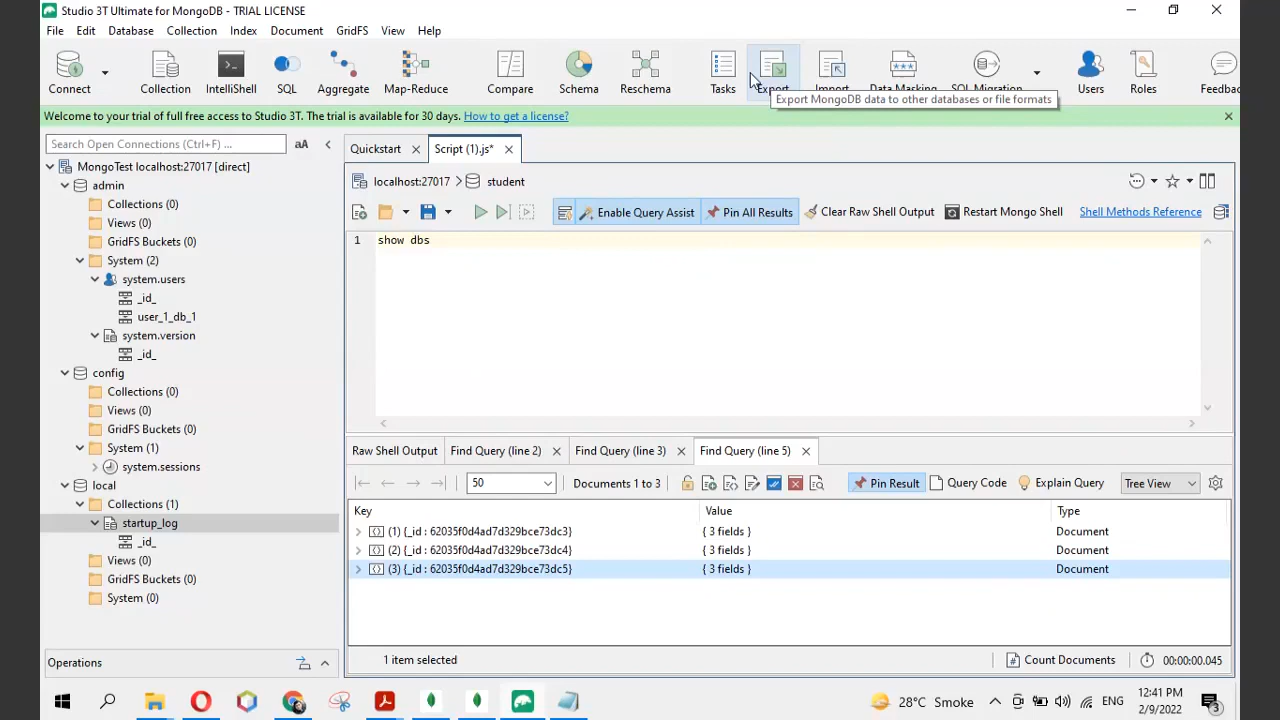 Studio 3T Ultimate for MongoDB - TRIAL LICENSE
File Edit Database Collection Index Document GridFS View Help
Connect Collection IntelliShell SQL Aggregate Map-Reduce Compare Schema Reschema Tasks Export Import Data Masking SQL Migration Users Roles Feedba
Export MongoDB data to other databases or file formats
Welcome to your trial of full free access to Studio 3T. The trial is available for 30 days. How to get a license?
Search Open Connections (Ctrl+F) ... aA
Quickstart Script (1).js*
MongoTest localhost:27017 [direct]
admin
Collections (0)
Views (0)
GridFS Buckets (0)
System (2)
system.users
_id_
user_1_db_1
system.version
_id_
config
Collections (0)
Views (0)
GridFS Buckets (0)
System (1)
system.sessions
local
Collections (1)
startup_log
_id_
Views (0)
GridFS Buckets (0)
System (0)
Operations
localhost:27017 student
Enable Query Assist Pin All Results Clear Raw Shell Output Restart Mongo Shell Shell Methods Reference
1 show dbs
Raw Shell Output Find Query (line 2) Find Query (line 3) Find Query (line 5)
50 Documents 1 to 3 Pin Result Query Code Explain Query Tree View
Key Value Type
(1) {_id : 62035f0d4ad7d329bce73dc3} { 3 fields } Document
(2) {_id : 62035f0d4ad7d329bce73dc4} { 3 fields } Document
(3) {_id : 62035f0d4ad7d329bce73dc5} { 3 fields } Document
1 item selected Count Documents 00:00:00.045
28°C Smoke ENG 12:41 PM
2/9/2022 3